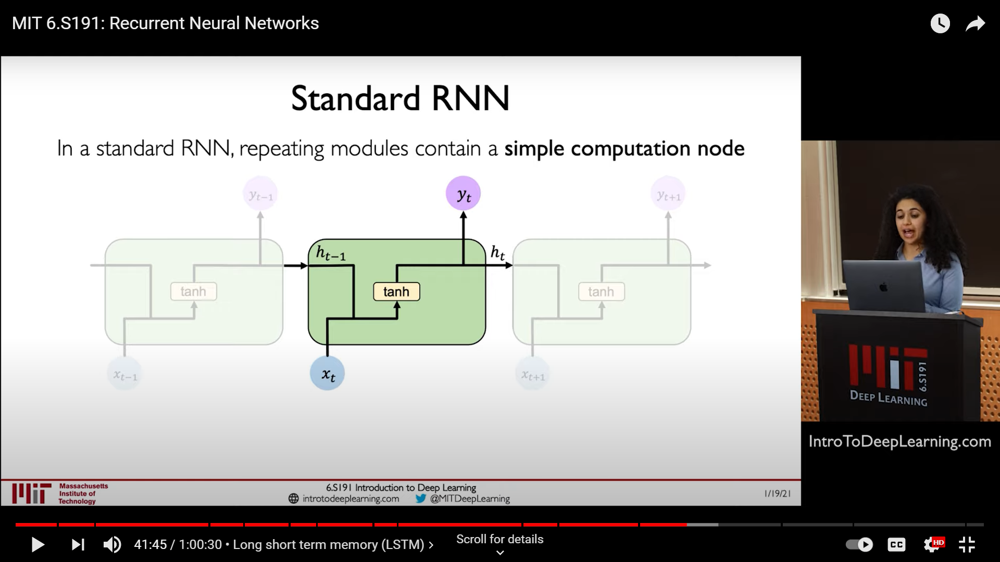 MIT 6.S191: Recurrent Neural Networks
Standard RNN
In a standard RNN, repeating modules contain a simple computation node
y_{t−1}
y_t
y_{t+1}
h_{t−1}
h_t
tanh
tanh
tanh
x_{t−1}
x_t
x_{t+1}
MIT
6.S191
DEEP LEARNING
IntroToDeepLearning.com
MIT
Massachusetts
Institute of
Technology
6.S191 Introduction to Deep Learning
introtodeeplearning.com @MITDeepLearning
1/19/21
41:45 / 1:00:30 • Long short term memory (LSTM) ›
Scroll for details
CC
HD